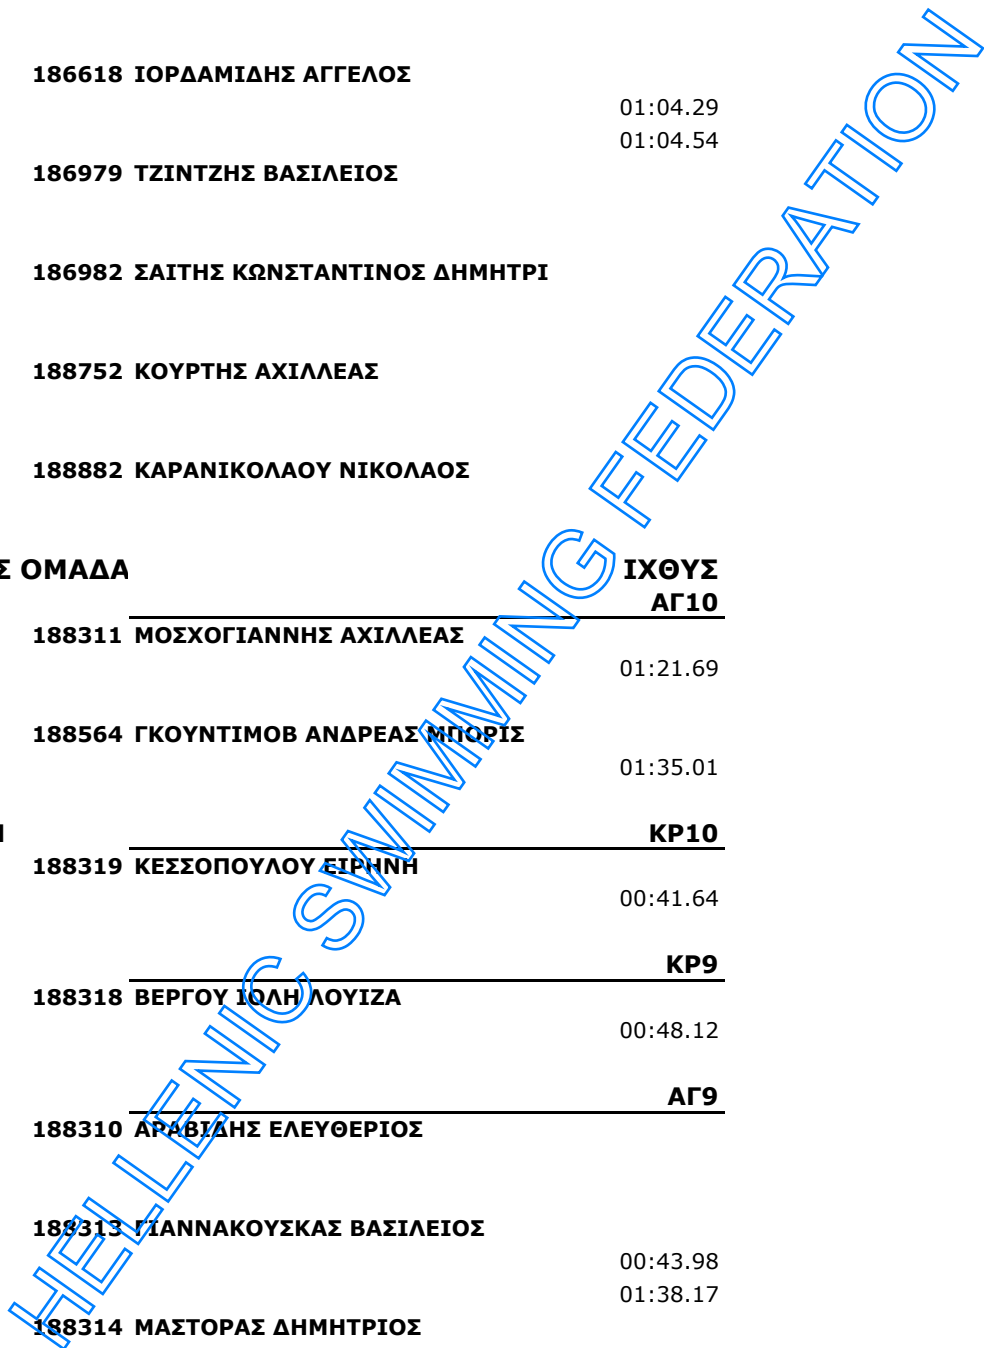 186618 ΙΟΡΔΑΜΙΔΗΣ ΑΓΓΕΛΟΣ
01:04.29
01:04.54
186979 ΤΖΙΝΤΖΗΣ ΒΑΣΙΛΕΙΟΣ
186982 ΣΑΙΤΗΣ ΚΩΝΣΤΑΝΤΙΝΟΣ ΔΗΜΗΤΡΙ
188752 ΚΟΥΡΤΗΣ ΑΧΙΛΛΕΑΣ
188882 ΚΑΡΑΝΙΚΟΛΑΟΥ ΝΙΚΟΛΑΟΣ
Σ ΟΜΑΔΑ ΙΧΘΥΣ
ΑΓ10
188311 ΜΟΣΧΟΓΙΑΝΝΗΣ ΑΧΙΛΛΕΑΣ
01:21.69
188564 ΓΚΟΥΝΤΙΜΟΒ ΑΝΔΡΕΑΣ ΜΠΟΡΙΣ
01:35.01
ΚΡ10
188319 ΚΕΣΣΟΠΟΥΛΟΥ ΕΙΡΗΝΗ
00:41.64
ΚΡ9
188318 ΒΕΡΓΟΥ ΙΟΛΗ ΛΟΥΙΖΑ
00:48.12
ΑΓ9
188310 ΑΡΑΒΙΔΗΣ ΕΛΕΥΘΕΡΙΟΣ
188313 ΓΙΑΝΝΑΚΟΥΣΚΑΣ ΒΑΣΙΛΕΙΟΣ
00:43.98
01:38.17
188314 ΜΑΣΤΟΡΑΣ ΔΗΜΗΤΡΙΟΣ
HELLENIC SWIMMING FEDERATION